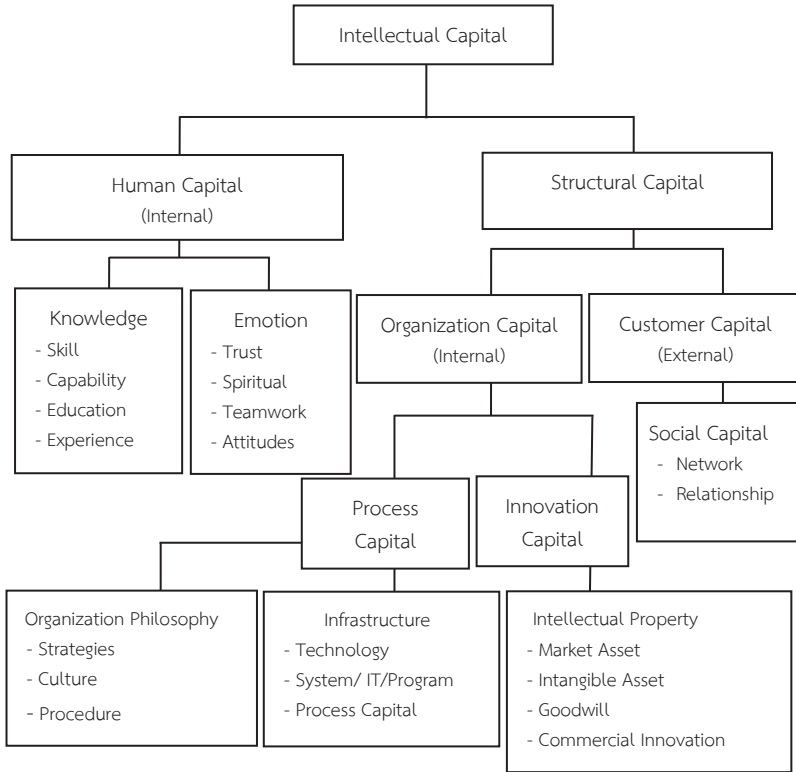 Intellectual Capital
Human Capital
(Internal)
Structural Capital
Knowledge
- Skill
- Capability
- Education
- Experience
Emotion
- Trust
- Spiritual
- Teamwork
- Attitudes
Organization Capital
(Internal)
Customer Capital
(External)
Social Capital
- Network
- Relationship
Process
Capital
Innovation
Capital
Organization Philosophy
- Strategies
- Culture
- Procedure
Infrastructure
- Technology
- System/ IT/Program
- Process Capital
Intellectual Property
- Market Asset
- Intangible Asset
- Goodwill
- Commercial Innovation